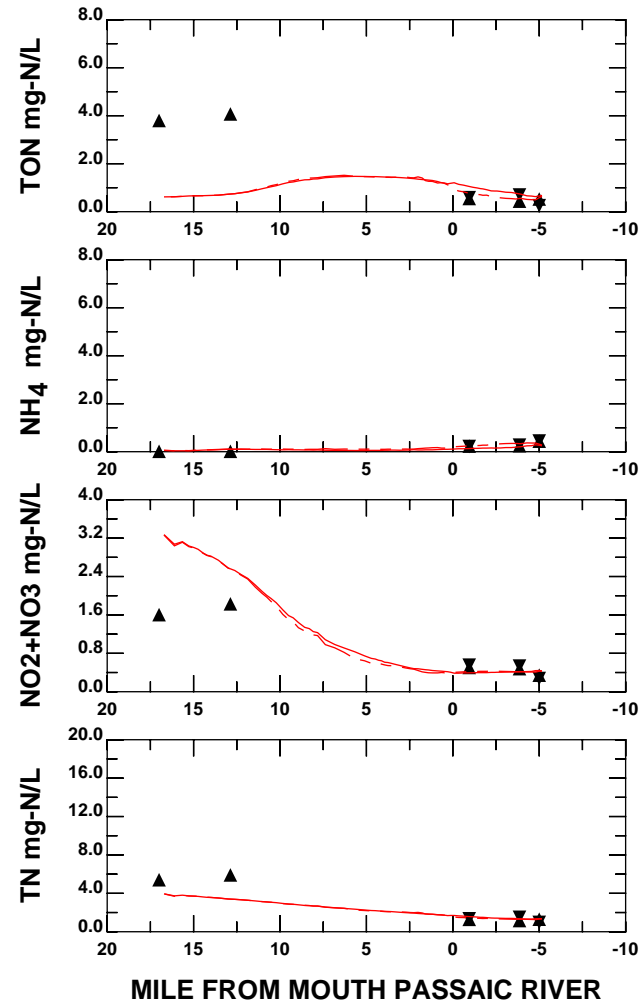 TON mg-N/L
8.0
6.0
4.0
2.0
0.0
20 15 10 5 0 -5 -10
NH4 mg-N/L
8.0
6.0
4.0
2.0
0.0
20 15 10 5 0 -5 -10
NO2+NO3 mg-N/L
4.0
3.2
2.4
1.6
0.8
0.0
20 15 10 5 0 -5 -10
TN mg-N/L
20.0
16.0
12.0
8.0
4.0
0.0
20 15 10 5 0 -5 -10
MILE FROM MOUTH PASSAIC RIVER